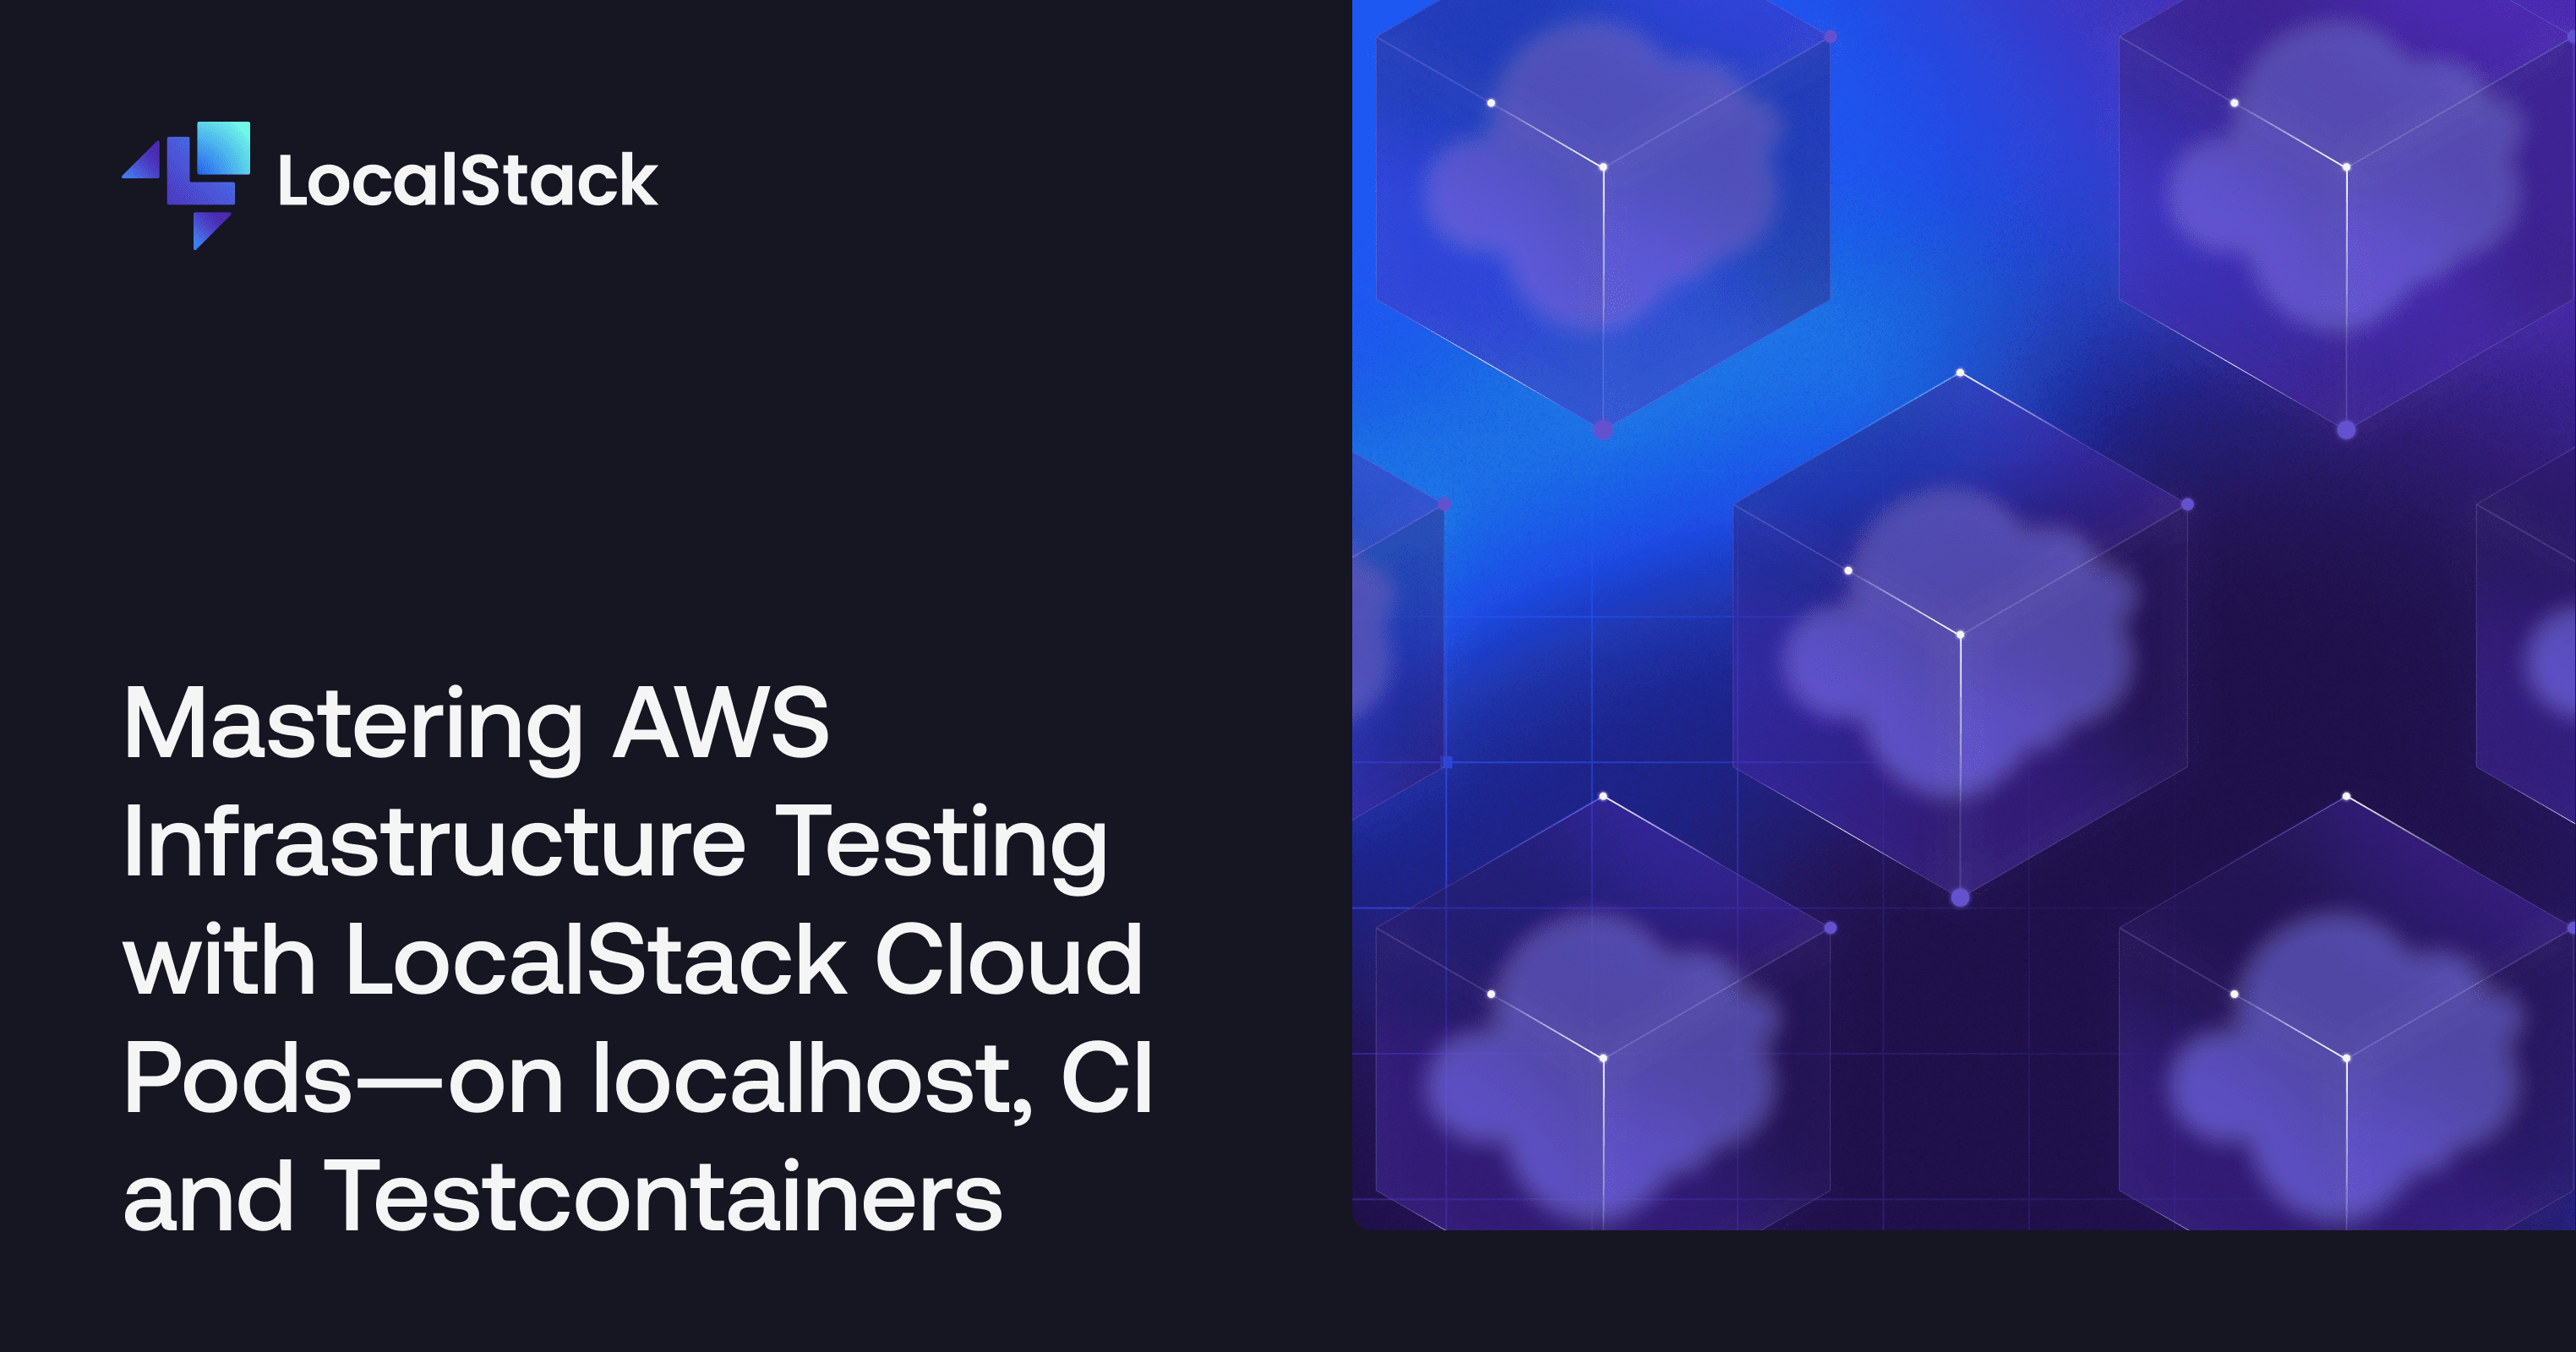 LocalStack
Mastering AWS
Infrastructure Testing
with LocalStack Cloud
Pods—on localhost, CI
and Testcontainers